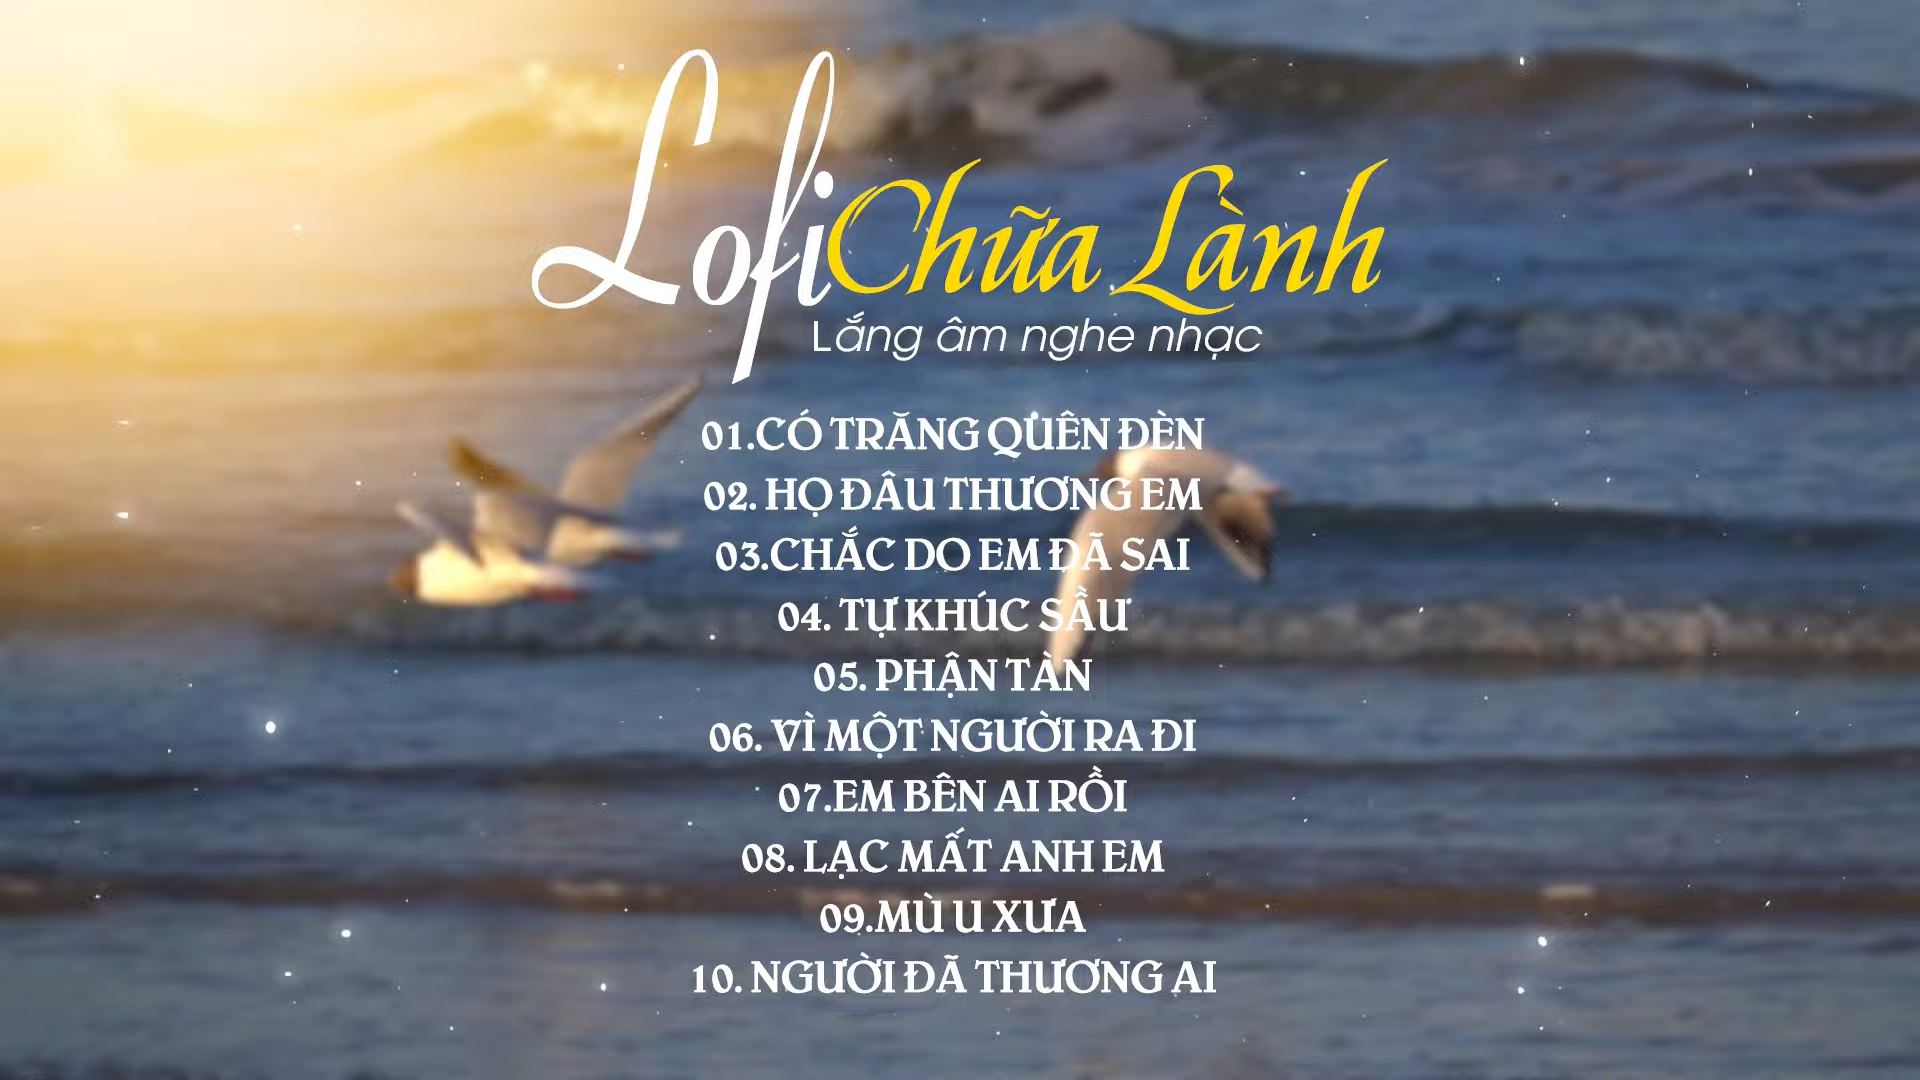 Lofi Chữa Lành
Lắng âm nghe nhạc
01.CÓ TRĂNG QUÊN ĐÈN
02. HỌ ĐÂU THƯƠNG EM
03.CHẮC DO EM ĐÃ SAI
04. TỰ KHÚC SẦU
05. PHẬN TÀN
06. VÌ MỘT NGƯỜI RA ĐI
07.EM BÊN AI RỒI
08. LẠC MẤT ANH EM
09.MÙ U XƯA
10. NGƯỜI ĐÃ THƯƠNG AI